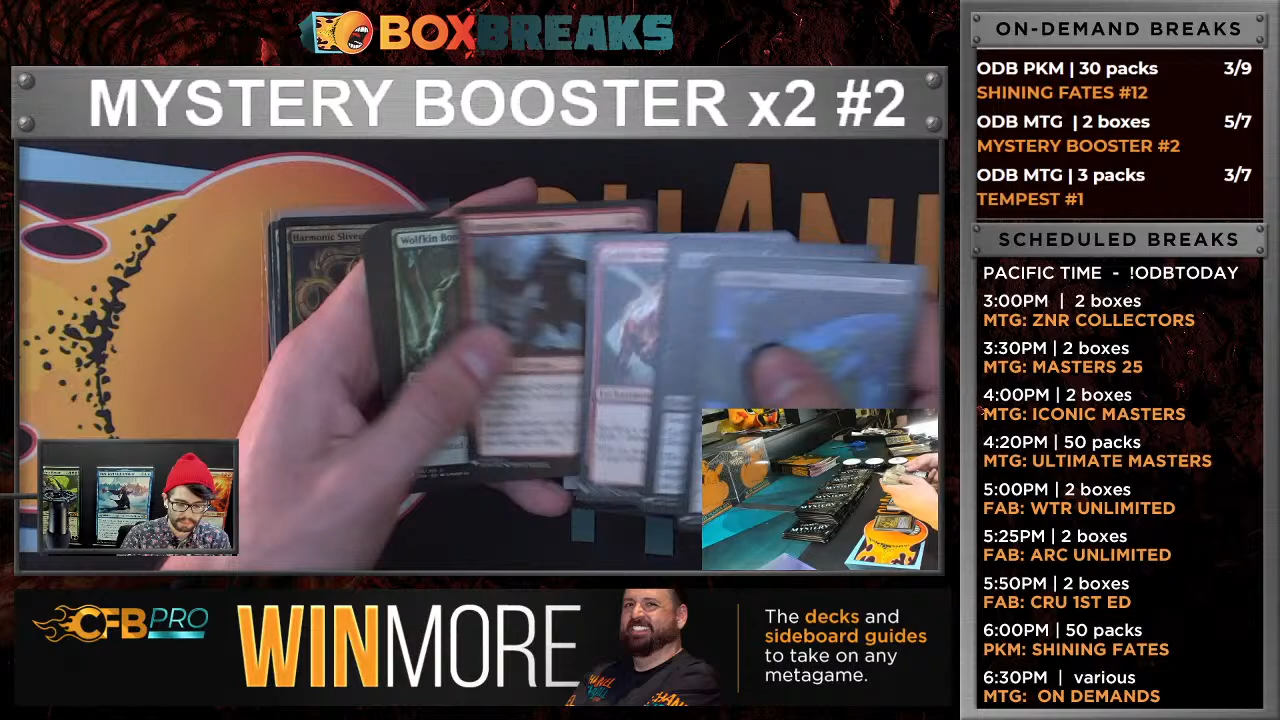 BOXBREAKS
MYSTERY BOOSTER x2 #2
Harmonic Sliver
Wolfkin Bon
MYSTERY
CFBPRO
WINMORE
The decks and
sideboard guides
to take on any
metagame.
ON-DEMAND BREAKS
ODB PKM | 30 packs 3/9
SHINING FATES #12
ODB MTG | 2 boxes 5/7
MYSTERY BOOSTER #2
ODB MTG | 3 packs 3/7
TEMPEST #1
SCHEDULED BREAKS
PACIFIC TIME - !ODBTODAY
3:00PM | 2 boxes
MTG: ZNR COLLECTORS
3:30PM | 2 boxes
MTG: MASTERS 25
4:00PM | 2 boxes
MTG: ICONIC MASTERS
4:20PM | 50 packs
MTG: ULTIMATE MASTERS
5:00PM | 2 boxes
FAB: WTR UNLIMITED
5:25PM | 2 boxes
FAB: ARC UNLIMITED
5:50PM | 2 boxes
FAB: CRU 1ST ED
6:00PM | 50 packs
PKM: SHINING FATES
6:30PM | various
MTG: ON DEMANDS